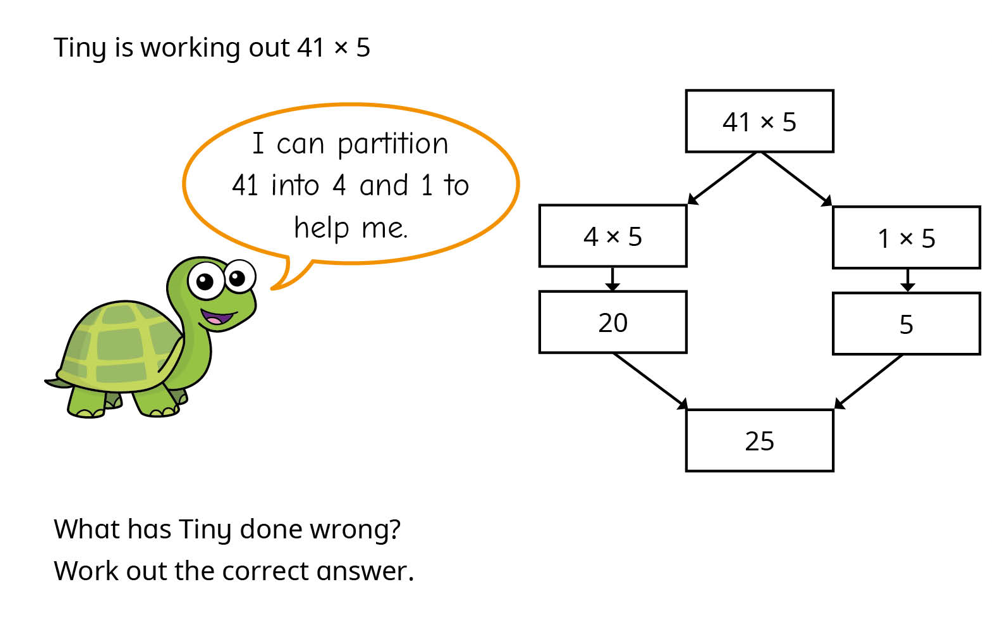 Tiny is working out 41 × 5
I can partition
41 into 4 and 1 to
help me.
41 × 5
4 × 5
1 × 5
20
5
25
What has Tiny done wrong?
Work out the correct answer.